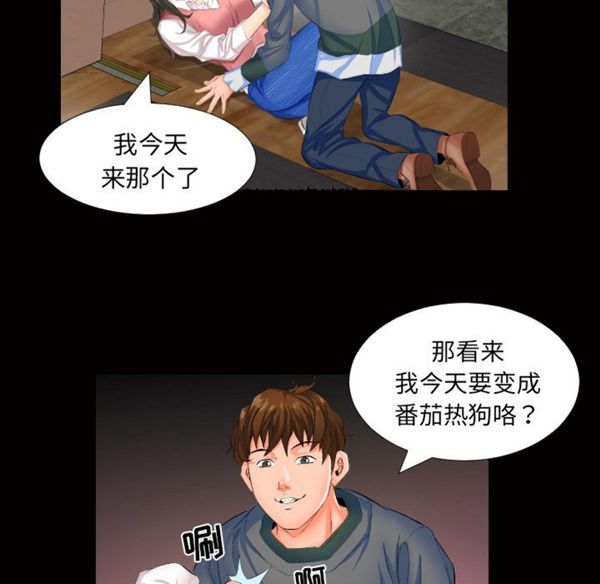 我今天
来那个了
那看来
我今天要变成
番茄热狗咯？
唰
啊